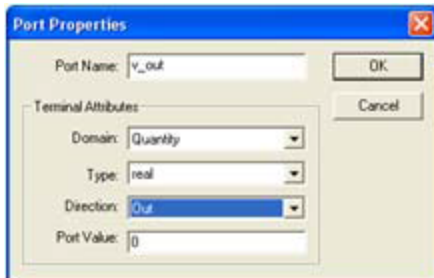 Port Properties
Port Name: v_out
OK
Cancel
Terminal Attributes
Domain: Quantity
Type: real
Direction: Out
Port Value: 0